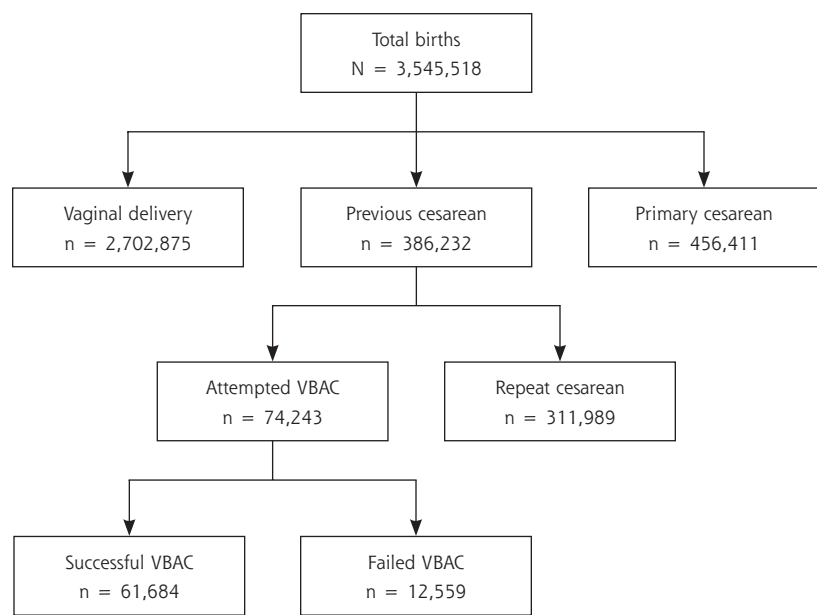 Total births
N = 3,545,518
Vaginal delivery
n = 2,702,875
Previous cesarean
n = 386,232
Primary cesarean
n = 456,411
Attempted VBAC
n = 74,243
Repeat cesarean
n = 311,989
Successful VBAC
n = 61,684
Failed VBAC
n = 12,559